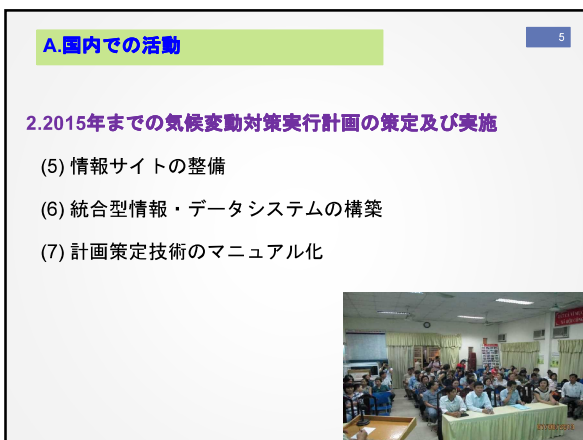 A.国内での活動
5
2.2015年までの気候変動対策実行計画の策定及び実施
(5) 情報サイトの整備
(6) 統合型情報・データシステムの構築
(7) 計画策定技術のマニュアル化